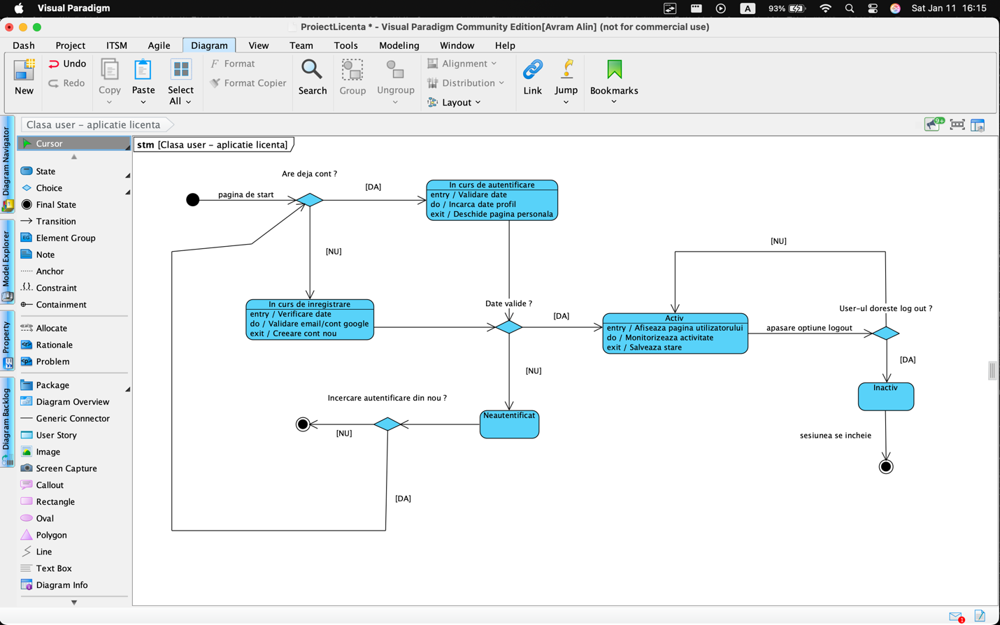 Visual Paradigm
A
93%
Sat Jan 11 16:15
ProiectLicenta * - Visual Paradigm Community Edition[Avram Alin] (not for commercial use)
Dash
Project
ITSM
Agile
Diagram
View
Team
Tools
Modeling
Window
Help
New
Undo
Redo
Copy
Paste
Select
All
Format
Format Copier
Search
Group
Ungroup
Alignment
Distribution
Layout
Link
Jump
Bookmarks
Clasa user - aplicatie licenta
9+
Diagram Navigator
Model Explorer
Property
Diagram Backlog
Cursor
State
Choice
Final State
Transition
EG
Element Group
Note
Anchor
Constraint
Containment
Allocate
Rationale
Problem
Package
Diagram Overview
Generic Connector
User Story
Image
Screen Capture
Callout
Rectangle
Oval
Polygon
Line
Text Box
Diagram Info
stm [Clasa user - aplicatie licenta]
Are deja cont ?
pagina de start
[DA]
In curs de autentificare
entry / Validare date
do / Incarca date profil
exit / Deschide pagina personala
[NU]
[NU]
In curs de inregistrare
entry / Verificare date
do / Validare email/cont google
exit / Creeare cont nou
Date valide ?
[DA]
Activ
entry / Afiseaza pagina utilizatorului
do / Monitorizeaza activitate
exit / Salveaza stare
User-ul doreste log out ?
apasare optiune logout
[DA]
Inactiv
[NU]
Incercare autentificare din nou ?
Neautentificat
[NU]
sesiunea se incheie
[DA]
1